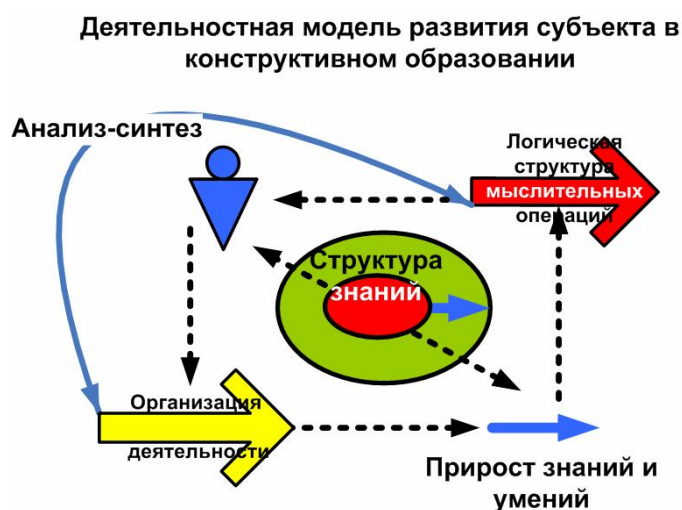 Деятельностная модель развития субъекта в
конструктивном образовании
Анализ-синтез
Логическая
структура
мыслительных
операций
Структура
знаний
Организация
деятельности
Прирост знаний и
умений